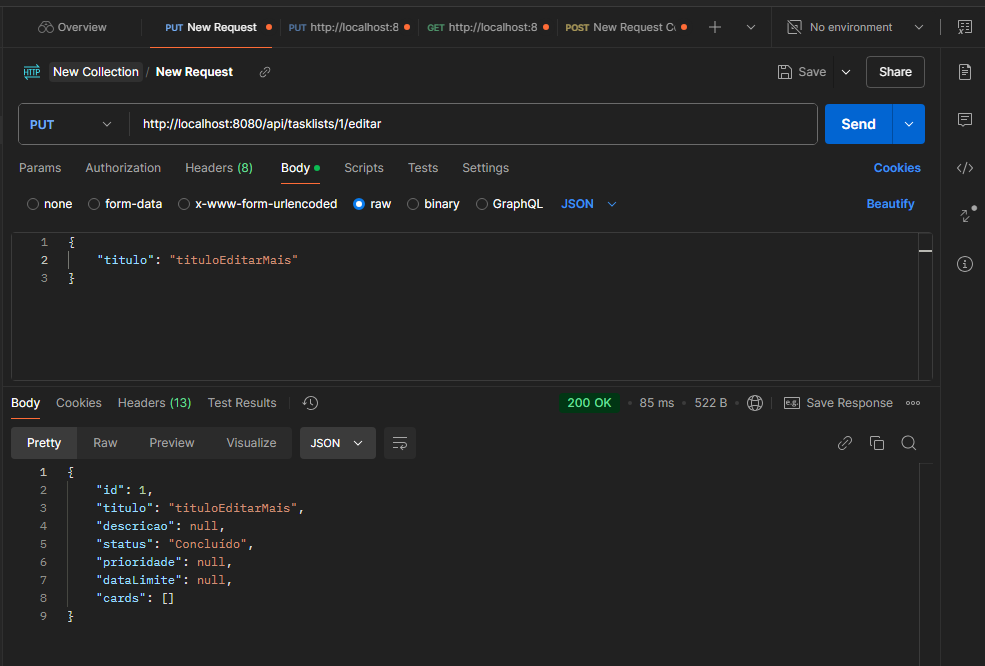 Overview PUT New Request PUT http://localhost:8 GET http://localhost:8 POST New Request Co No environment
HTTP New Collection / New Request Save Share
PUT http://localhost:8080/api/tasklists/1/editar Send
Params Authorization Headers (8) Body Scripts Tests Settings Cookies
none form-data x-www-form-urlencoded raw binary GraphQL JSON Beautify
1 {
2 "titulo": "tituloEditarMais"
3 }
Body Cookies Headers (13) Test Results 200 OK 85 ms 522 B e.g. Save Response
Pretty Raw Preview Visualize JSON
1 {
2 "id": 1,
3 "titulo": "tituloEditarMais",
4 "descricao": null,
5 "status": "Concluído",
6 "prioridade": null,
7 "dataLimite": null,
8 "cards": []
9 }